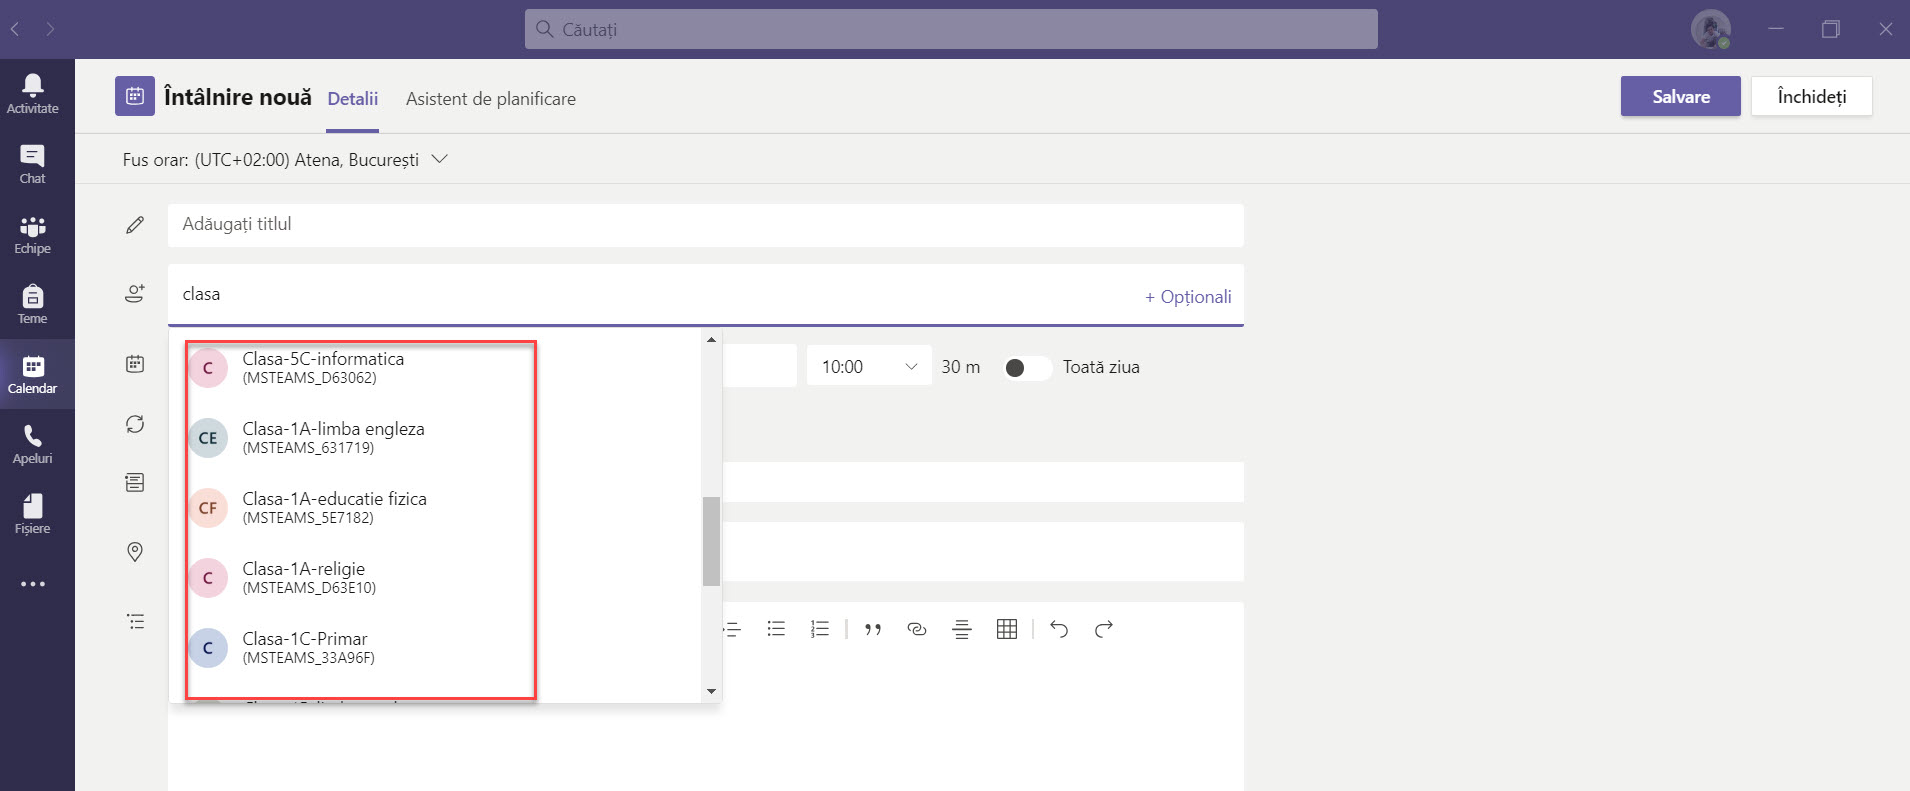 Căutați
Activitate
Chat
Echipe
Teme
Calendar
Apeluri
Fișiere
Întâlnire nouă
Detalii
Asistent de planificare
Salvare
Închideți
Fus orar: (UTC+02:00) Atena, București
Adăugați titlul
clasa
+ Opționali
C
Clasa-5C-informatica
(MSTEAMS_D63062)
CE
Clasa-1A-limba engleza
(MSTEAMS_631719)
CF
Clasa-1A-educatie fizica
(MSTEAMS_5E7182)
C
Clasa-1A-religie
(MSTEAMS_D63E10)
C
Clasa-1C-Primar
(MSTEAMS_33A96F)
10:00
30 m
Toată ziua